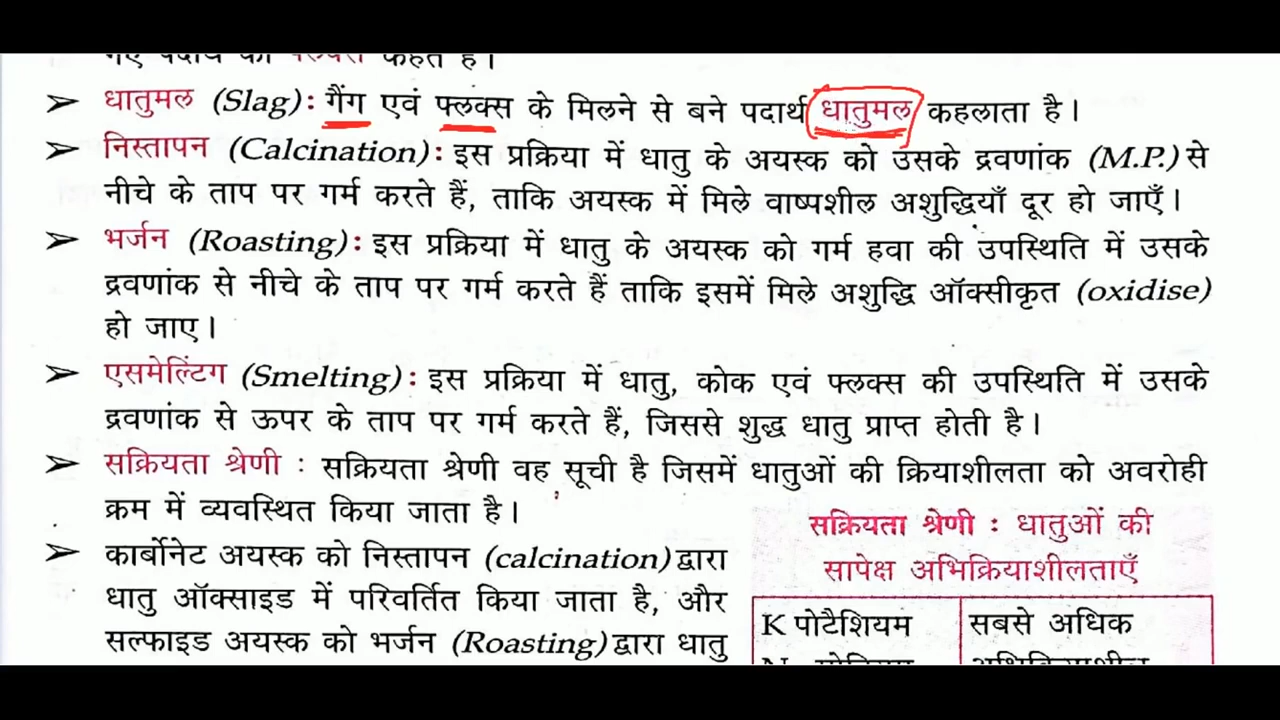 कहते है।
➤ धातुमल (Slag) : गैंग एवं फ्लक्स के मिलने से बने पदार्थ धातुमल कहलाता है।
➤ निस्तापन (Calcination) : इस प्रक्रिया में धातु के अयस्क को उसके द्रवणांक (M.P.) से
नीचे के ताप पर गर्म करते हैं, ताकि अयस्क में मिले वाष्पशील अशुद्धियाँ दूर हो जाएँ।
➤ भर्जन (Roasting) : इस प्रक्रिया में धातु के अयस्क को गर्म हवा की उपस्थिति में उसके
द्रवणांक से नीचे के ताप पर गर्म करते हैं ताकि इसमें मिले अशुद्धि ऑक्सीकृत (oxidise)
हो जाए।
➤ एसमेल्टिंग (Smelting) : इस प्रक्रिया में धातु, कोक एवं फ्लक्स की उपस्थिति में उसके
द्रवणांक से ऊपर के ताप पर गर्म करते हैं, जिससे शुद्ध धातु प्राप्त होती है।
➤ सक्रियता श्रेणी : सक्रियता श्रेणी वह सूची है जिसमें धातुओं की क्रियाशीलता को अवरोही
क्रम में व्यवस्थित किया जाता है।
➤ कार्बोनेट अयस्क को निस्तापन (calcination) द्वारा
धातु ऑक्साइड में परिवर्तित किया जाता है, और
सल्फाइड अयस्क को भर्जन (Roasting) द्वारा धातु
सक्रियता श्रेणी : धातुओं की
सापेक्ष अभिक्रियाशीलताएँ
K पोटैशियम सबसे अधिक